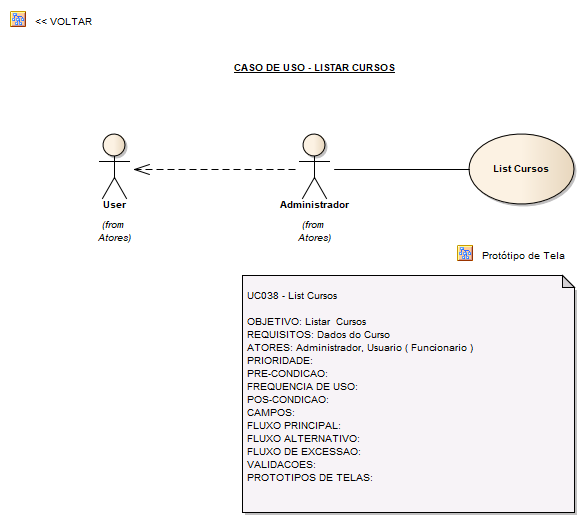 << VOLTAR
CASO DE USO - LISTAR CURSOS
List Cursos
User
Administrador
(from
Atores)
(from
Atores)
Protótipo de Tela
UC038 - List Cursos
OBJETIVO: Listar  Cursos
REQUISITOS: Dados do Curso
ATORES: Administrador, Usuario ( Funcionario )
PRIORIDADE:
PRE-CONDICAO:
FREQUENCIA DE USO:
POS-CONDICAO:
CAMPOS:
FLUXO PRINCIPAL:
FLUXO ALTERNATIVO:
FLUXO DE EXCESSAO:
VALIDACOES:
PROTOTIPOS DE TELAS: